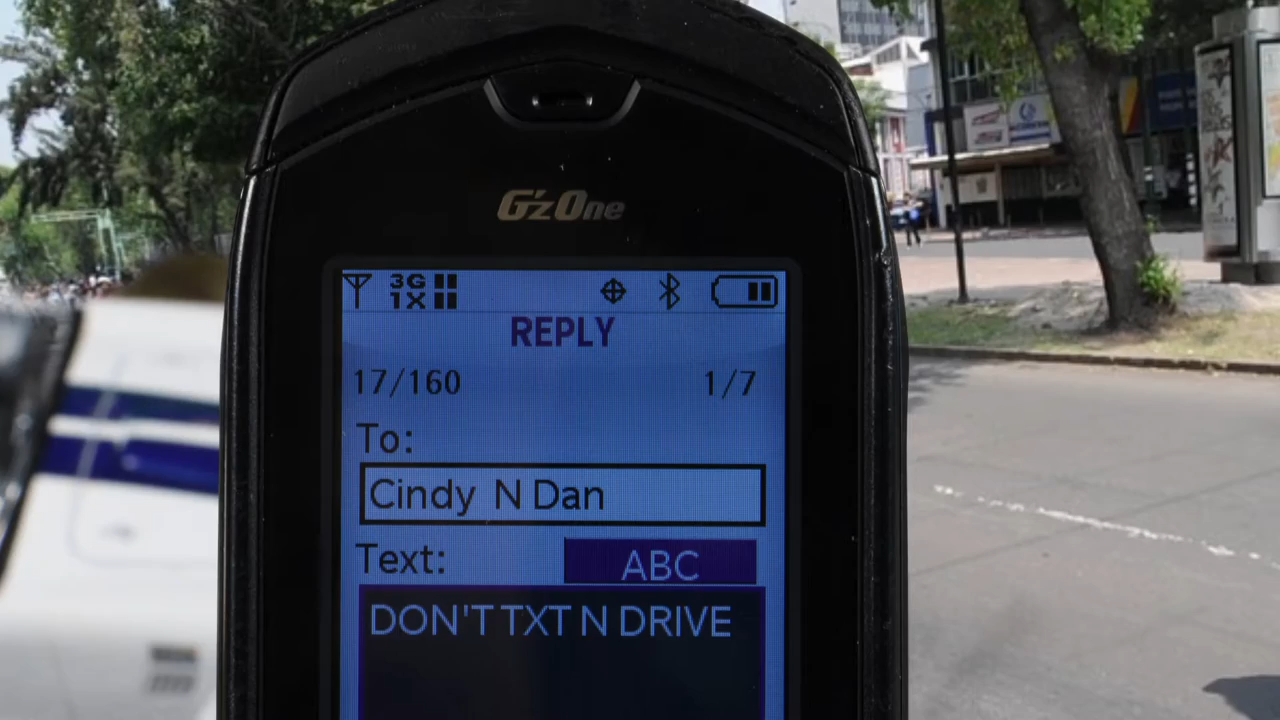 G'zOne
3G
1X
REPLY
17/160 1/7
To:
Cindy N Dan
Text: ABC
DON'T TXT N DRIVE